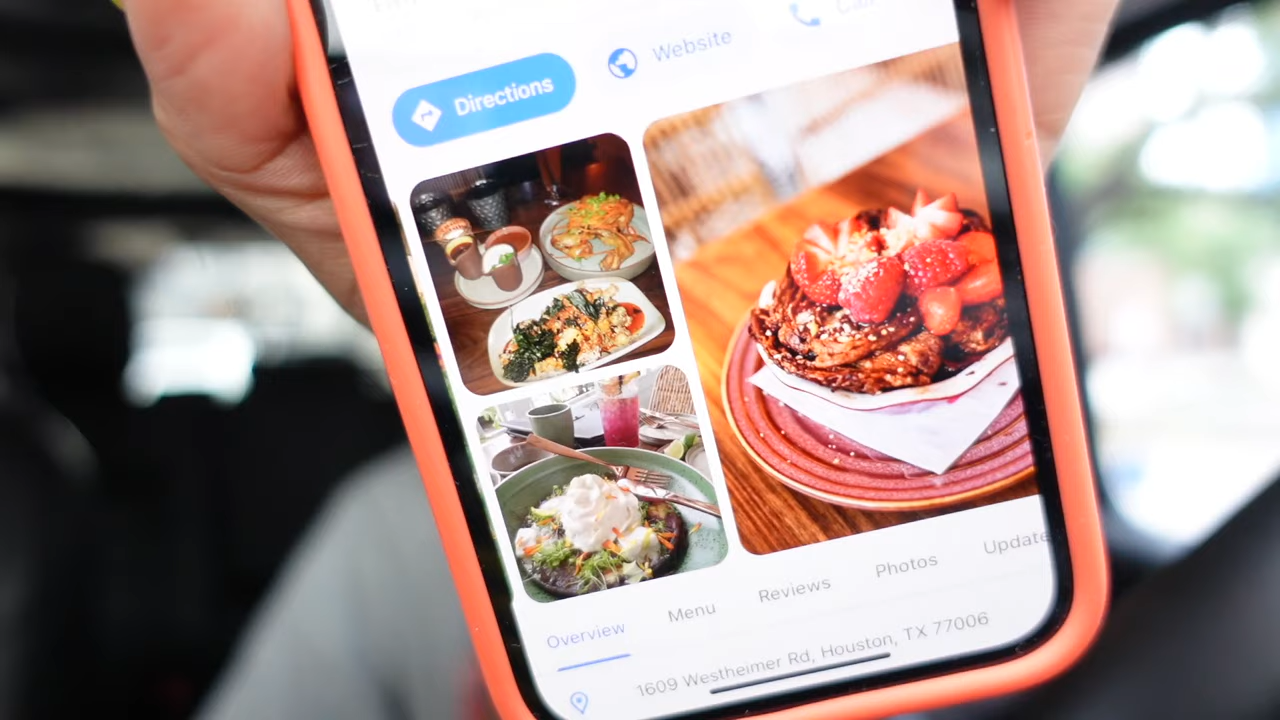 Directions
Website
Overview
Menu
Reviews
Photos
Update
1609 Westheimer Rd, Houston, TX 77006